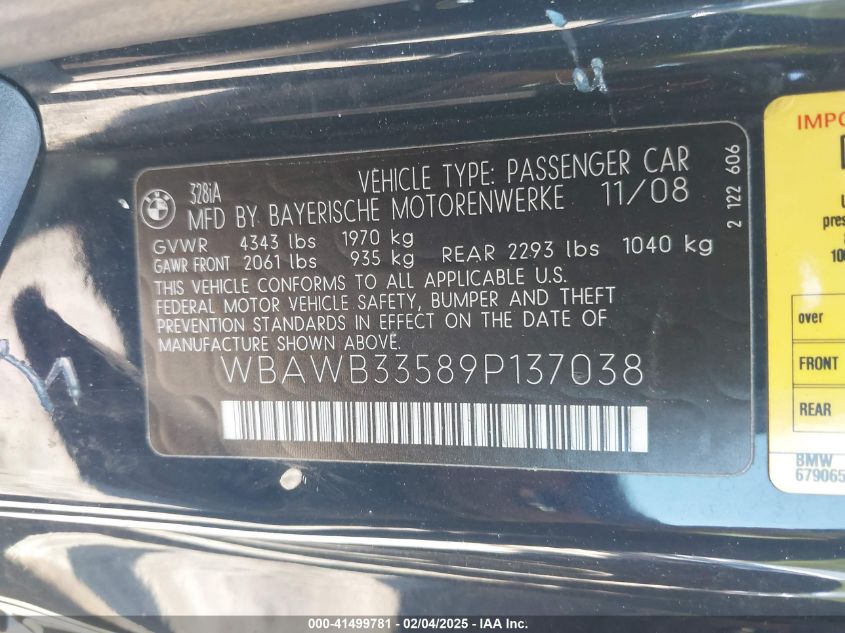 BMW
328iA
VEHICLE TYPE: PASSENGER CAR
MFD BY BAYERISCHE MOTORENWERKE 11/08
GVWR 4343 lbs 1970 kg
GAWR FRONT 2061 lbs 935 kg REAR 2293 lbs 1040 kg
THIS VEHICLE CONFORMS TO ALL APPLICABLE U.S.
FEDERAL MOTOR VEHICLE SAFETY, BUMPER AND THEFT
PREVENTION STANDARDS IN EFFECT ON THE DATE OF
MANUFACTURE SHOWN ABOVE.
WBAWB33589P137038
2 122 606
over
FRONT
REAR
BMW
000-41499781 - 02/04/2025 - IAA Inc.